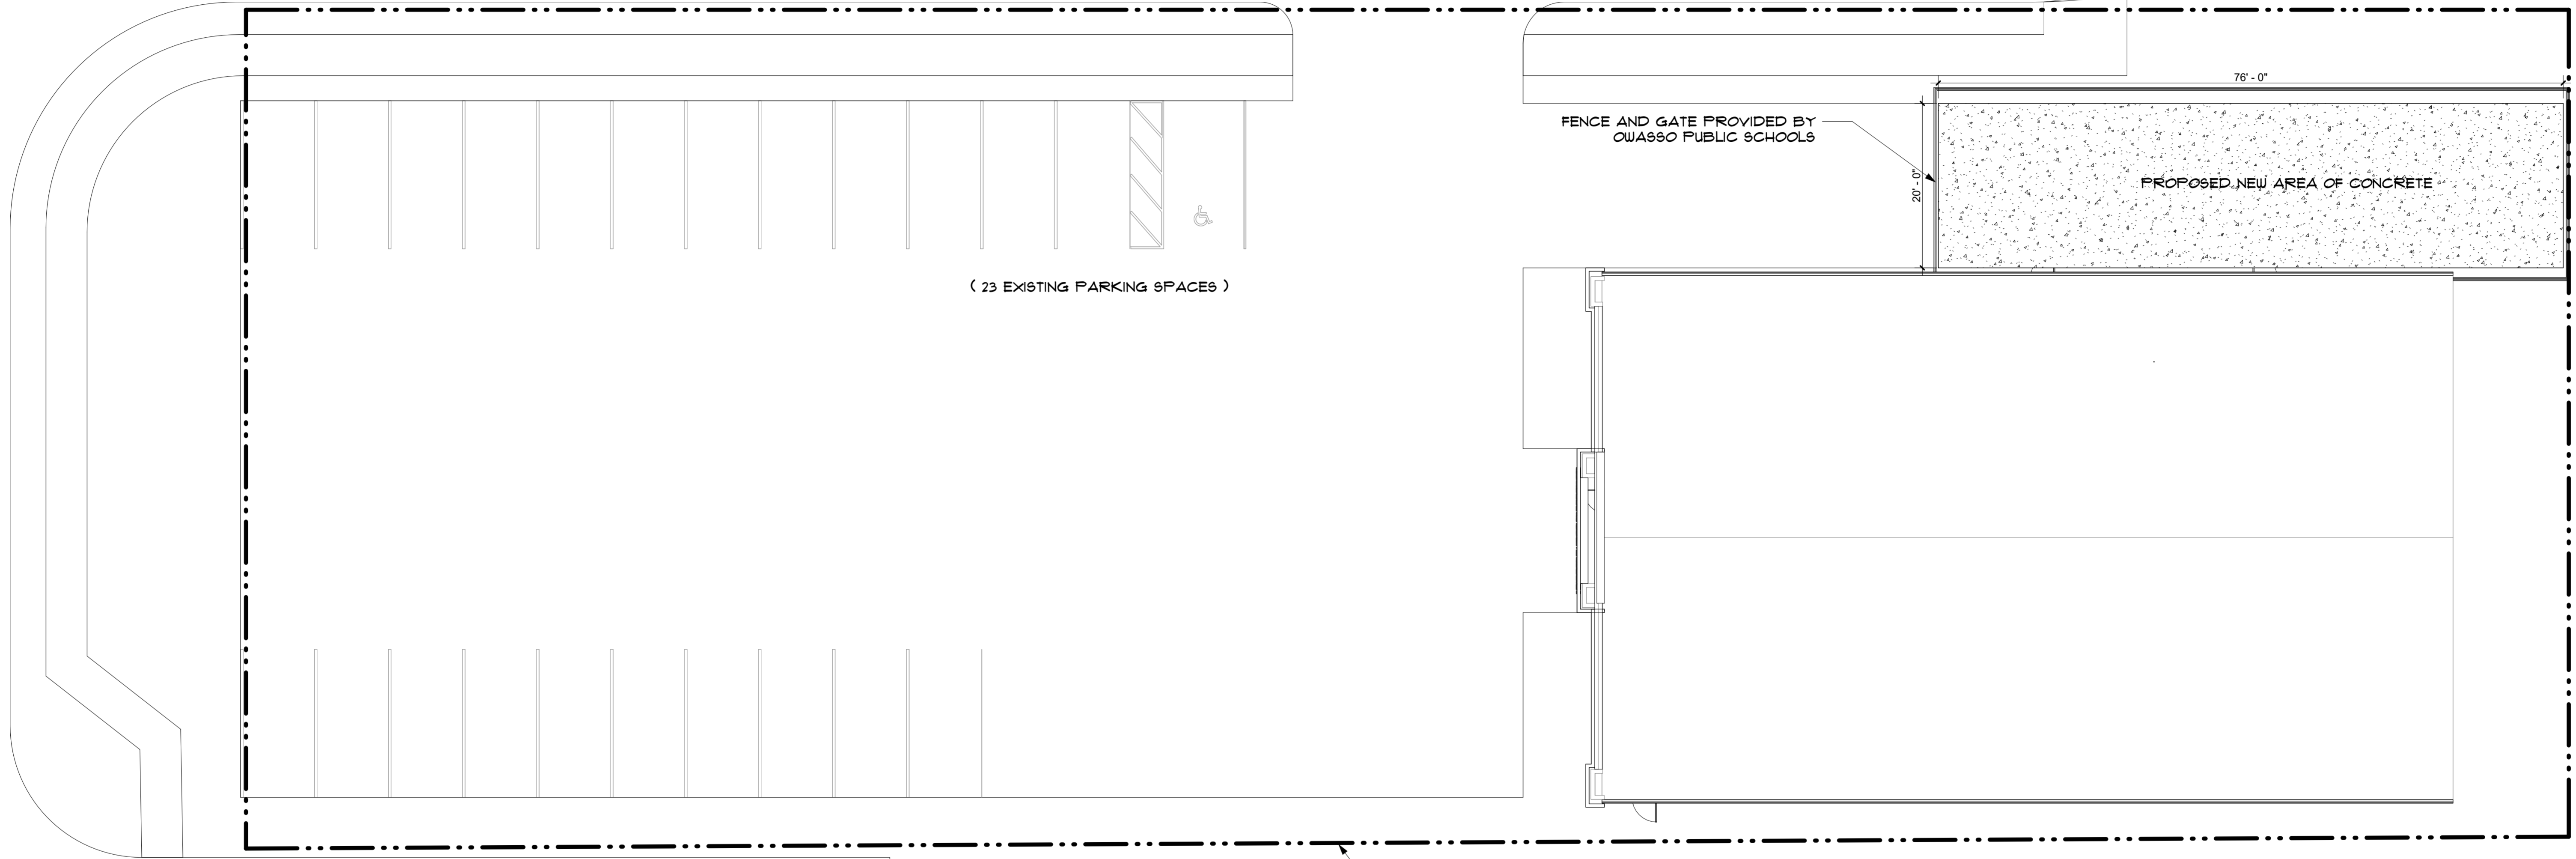 76' - 0"
FENCE AND GATE PROVIDED BY
OWASSO PUBLIC SCHOOLS
20' - 0"
PROPOSED NEW AREA OF CONCRETE
( 23 EXISTING PARKING SPACES )